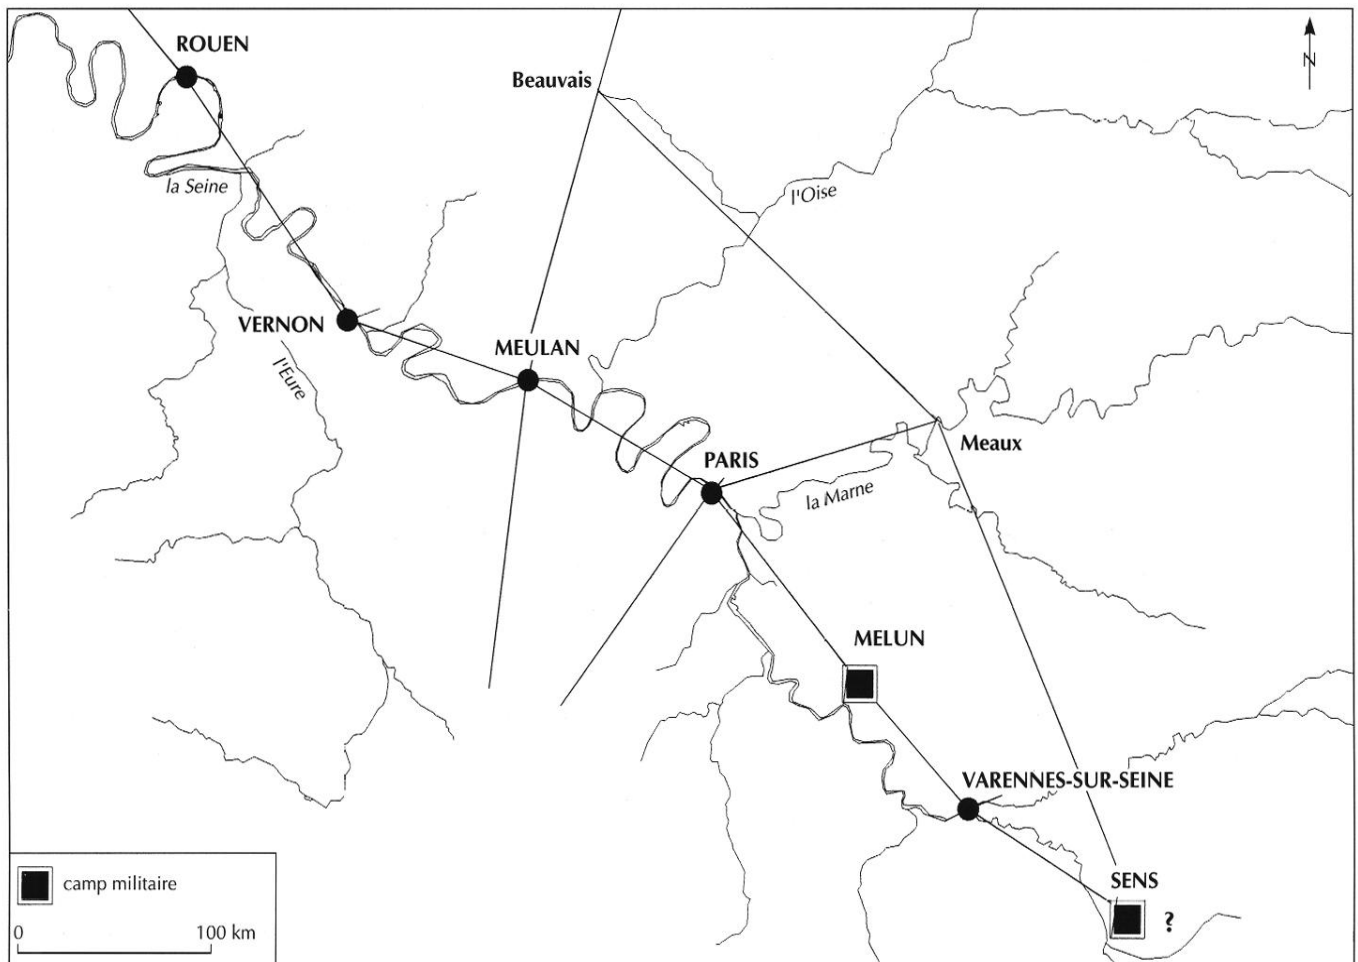 ROUEN
Beauvais
N
la Seine
l'Oise
VERNON
MEULAN
l'Eure
PARIS
Meaux
la Marne
MELUN
VARENNES-SUR-SEINE
SENS
?
camp militaire
0 100 km